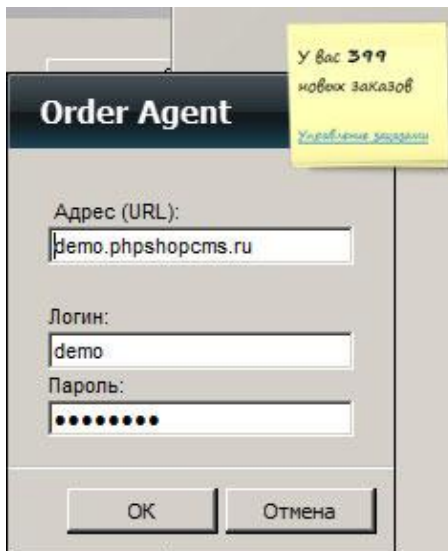 У вас 399
новых заказов
Управление заказами
Order Agent
Адрес (URL):
demo.phpshopcms.ru
Логин:
demo
Пароль:
••••••••
OK
Отмена